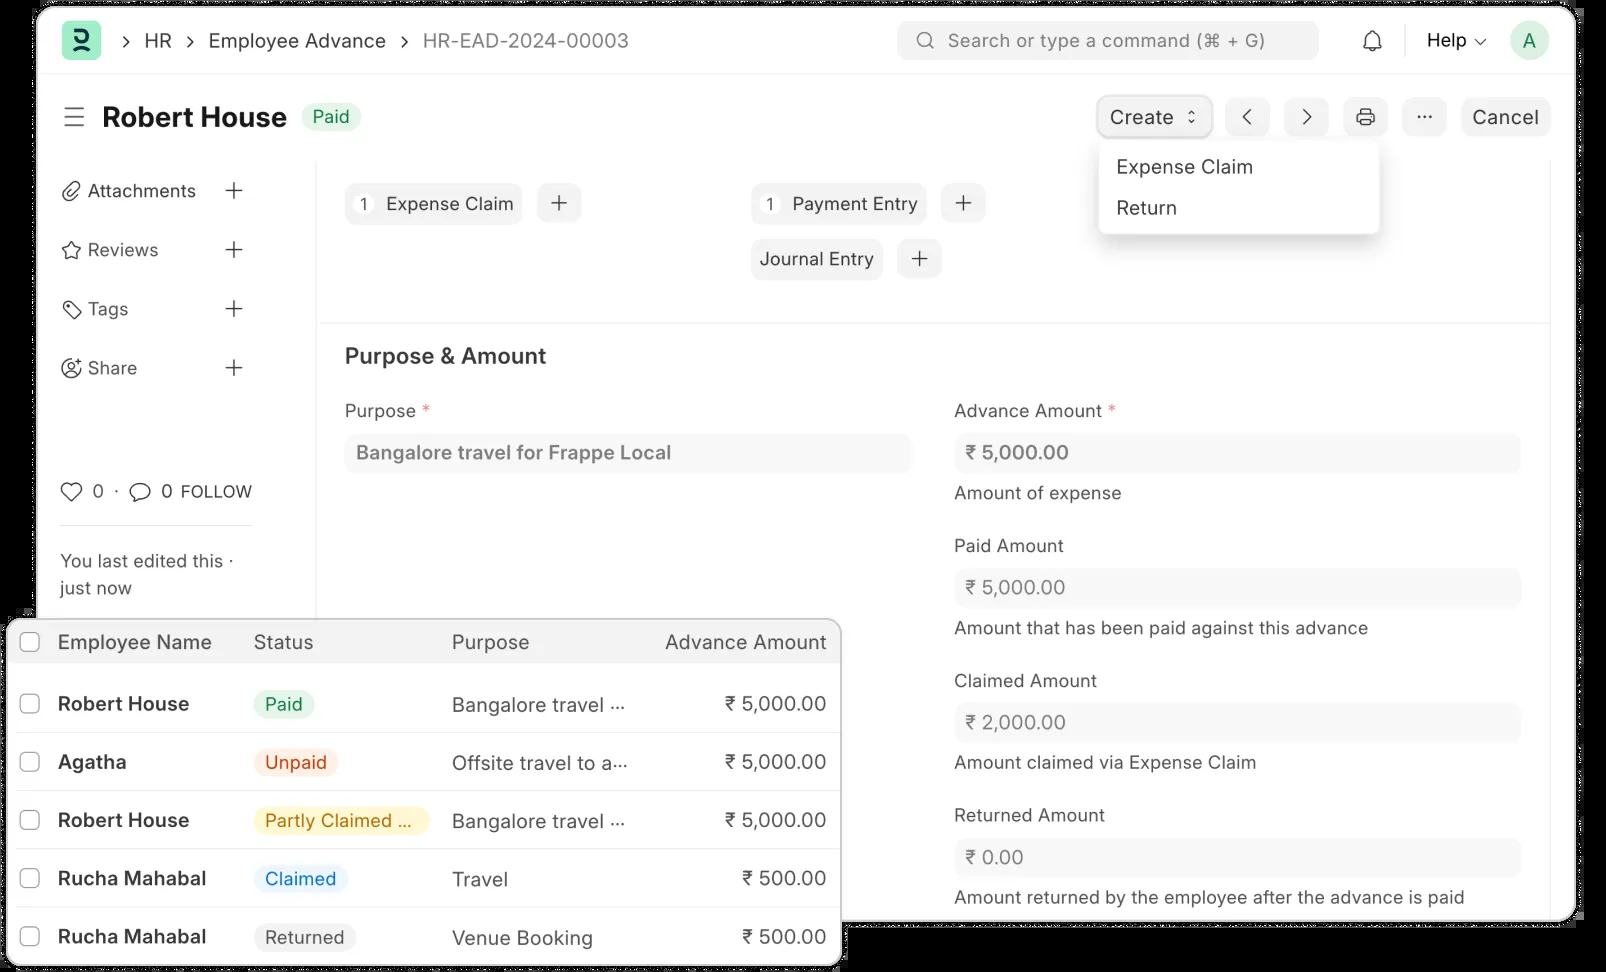 HR
Employee Advance
HR-EAD-2024-00003
Search or type a command (⌘ + G)
Help
A
Robert House
Paid
Create
Cancel
Expense Claim
Return
Attachments
Reviews
Tags
Share
1 Expense Claim
1 Payment Entry
Journal Entry
0 · 0 FOLLOW
You last edited this ·
just now
Purpose & Amount
Purpose *
Bangalore travel for Frappe Local
Advance Amount *
₹ 5,000.00
Amount of expense
Paid Amount
₹ 5,000.00
Amount that has been paid against this advance
Claimed Amount
₹ 2,000.00
Amount claimed via Expense Claim
Returned Amount
₹ 0.00
Amount returned by the employee after the advance is paid
Employee Name Status Purpose Advance Amount
Robert House Paid Bangalore travel ... ₹ 5,000.00
Agatha Unpaid Offsite travel to a... ₹ 5,000.00
Robert House Partly Claimed ... Bangalore travel ... ₹ 5,000.00
Rucha Mahabal Claimed Travel ₹ 500.00
Rucha Mahabal Returned Venue Booking ₹ 500.00